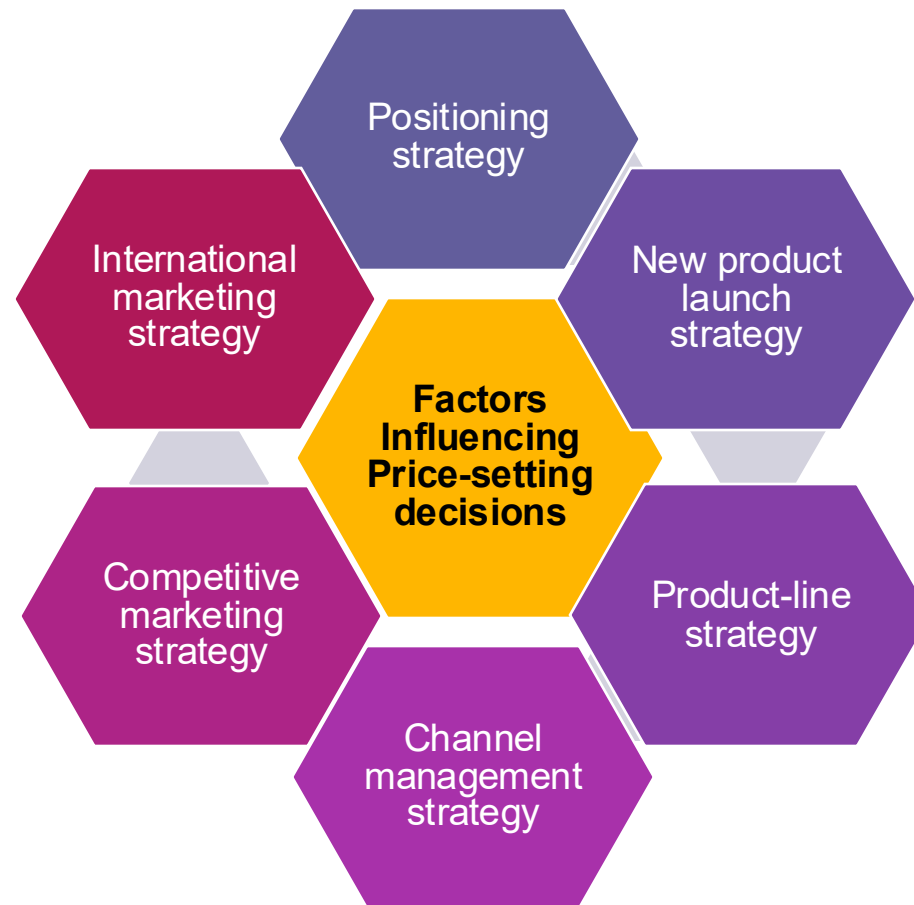 Positioning
strategy
New product
launch
strategy
Product-line
strategy
Channel
management
strategy
Competitive
marketing
strategy
International
marketing
strategy
Factors
Influencing
Price-setting
decisions